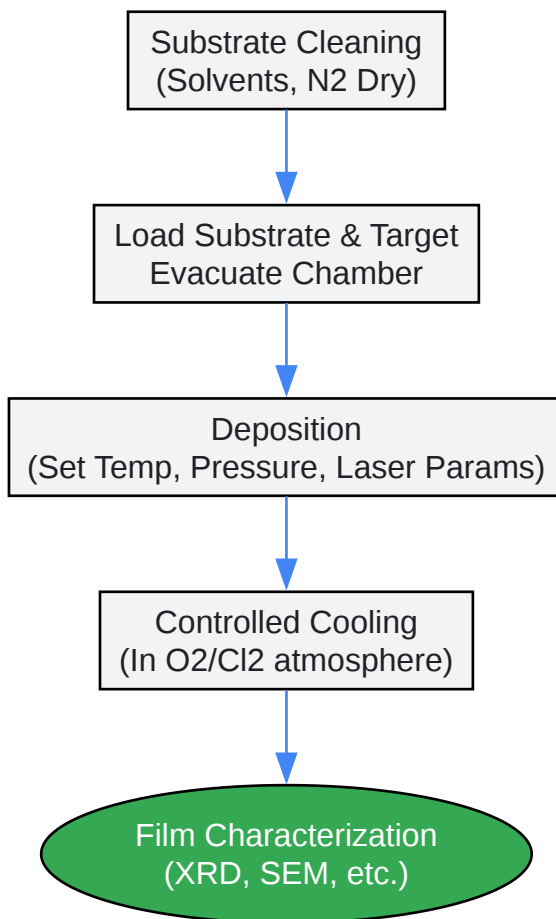 Substrate Cleaning
(Solvents, N2 Dry)
Load Substrate & Target
Evacuate Chamber
Deposition
(Set Temp, Pressure, Laser Params)
Controlled Cooling
(In O2/Cl2 atmosphere)
Film Characterization
(XRD, SEM, etc.)